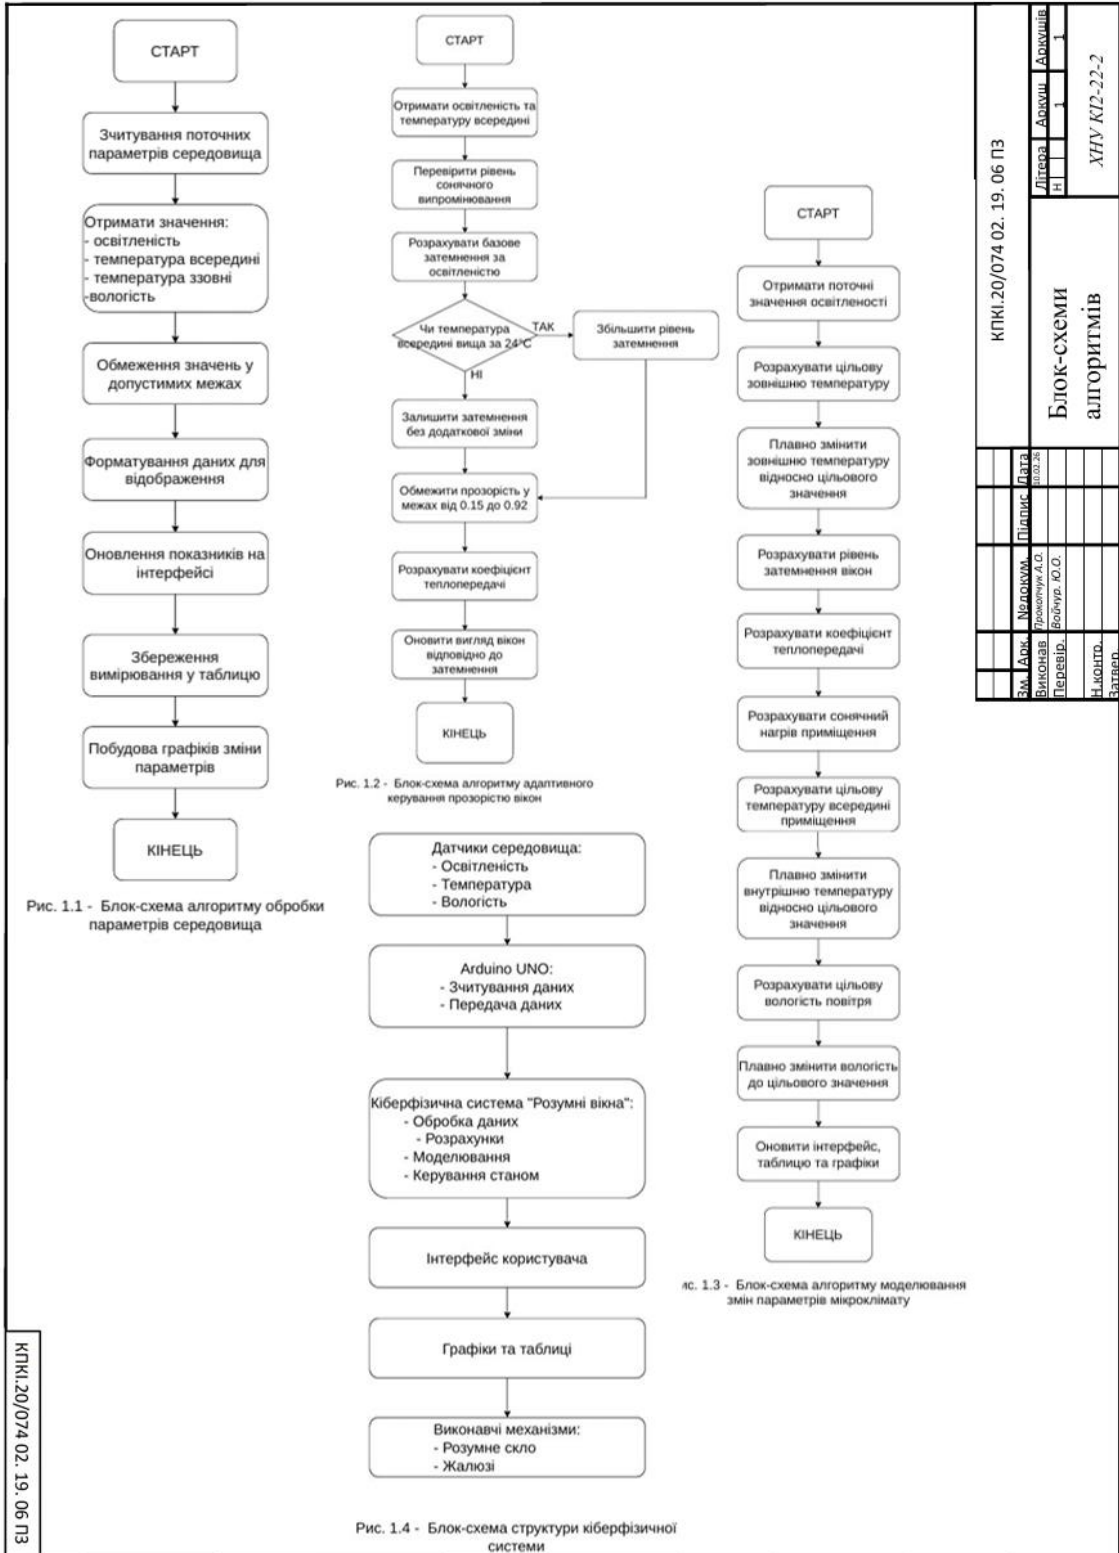 СТАРТ
Зчитування поточних
параметрів середовища
Отримати значення:
- освітленість
- температура всередині
- температура ззовні
-вологість
Обмеження значень у
допустимих межах
Форматування даних для
відображення
Оновлення показників на
інтерфейсі
Збереження
вимірювання у таблицю
Побудова графіків зміни
параметрів
КІНЕЦЬ
Рис. 1.1 - Блок-схема алгоритму обробки
параметрів середовища
СТАРТ
Отримати освітленість та
температуру всередині
Перевірити рівень
сонячного
випромінювання
Розрахувати базове
затемнення за
освітленістю
Чи температура
всередині вища за 24°C
ТАК
Збільшити рівень
затемнення
НІ
Залишити затемнення
без додаткової зміни
Обмежити прозорість у
межах від 0.15 до 0.92
Розрахувати коефіцієнт
теплопередачі
Оновити вигляд вікон
відповідно до
затемнення
КІНЕЦЬ
Рис. 1.2 - Блок-схема алгоритму адаптивного
керування прозорістю вікон
Датчики середовища:
- Освітленість
- Температура
- Вологість
Arduino UNO:
- Зчитування даних
- Передача даних
Кіберфізична система "Розумні вікна":
- Обробка даних
- Розрахунки
- Моделювання
- Керування станом
Інтерфейс користувача
Графіки та таблиці
Виконавчі механізми:
- Розумне скло
- Жалюзі
Рис. 1.4 - Блок-схема структури кіберфізичної
системи
СТАРТ
Отримати поточні
значення освітленості
Розрахувати цільову
зовнішню температуру
Плавно змінити
зовнішню температуру
відносно цільового
значення
Розрахувати рівень
затемнення вікон
Розрахувати коефіцієнт
теплопередачі
Розрахувати сонячний
нагрів приміщення
Розрахувати цільову
температуру всередині
приміщення
Плавно змінити
внутрішню температуру
відносно цільового
значення
Розрахувати цільову
вологість повітря
Плавно змінити вологість
до цільового значення
Оновити інтерфейс,
таблицю та графіки
КІНЕЦЬ
ис. 1.3 - Блок-схема алгоритму моделювання
змін параметрів мікроклімату
КПКІ.20/074 02. 19. 06 ПЗ
Зм. Арк. №докум. Підпис Дата
Виконав Прокопчук А.О. 10.02.26
Перевір. Войчур. Ю.О.
Н.контр.
Затвер.
Блок-схеми
алгоритмів
Літера Аркуш Аркушів
Н 1 1
ХНУ КІ2-22-2
КПКІ.20/074 02. 19. 06 ПЗ